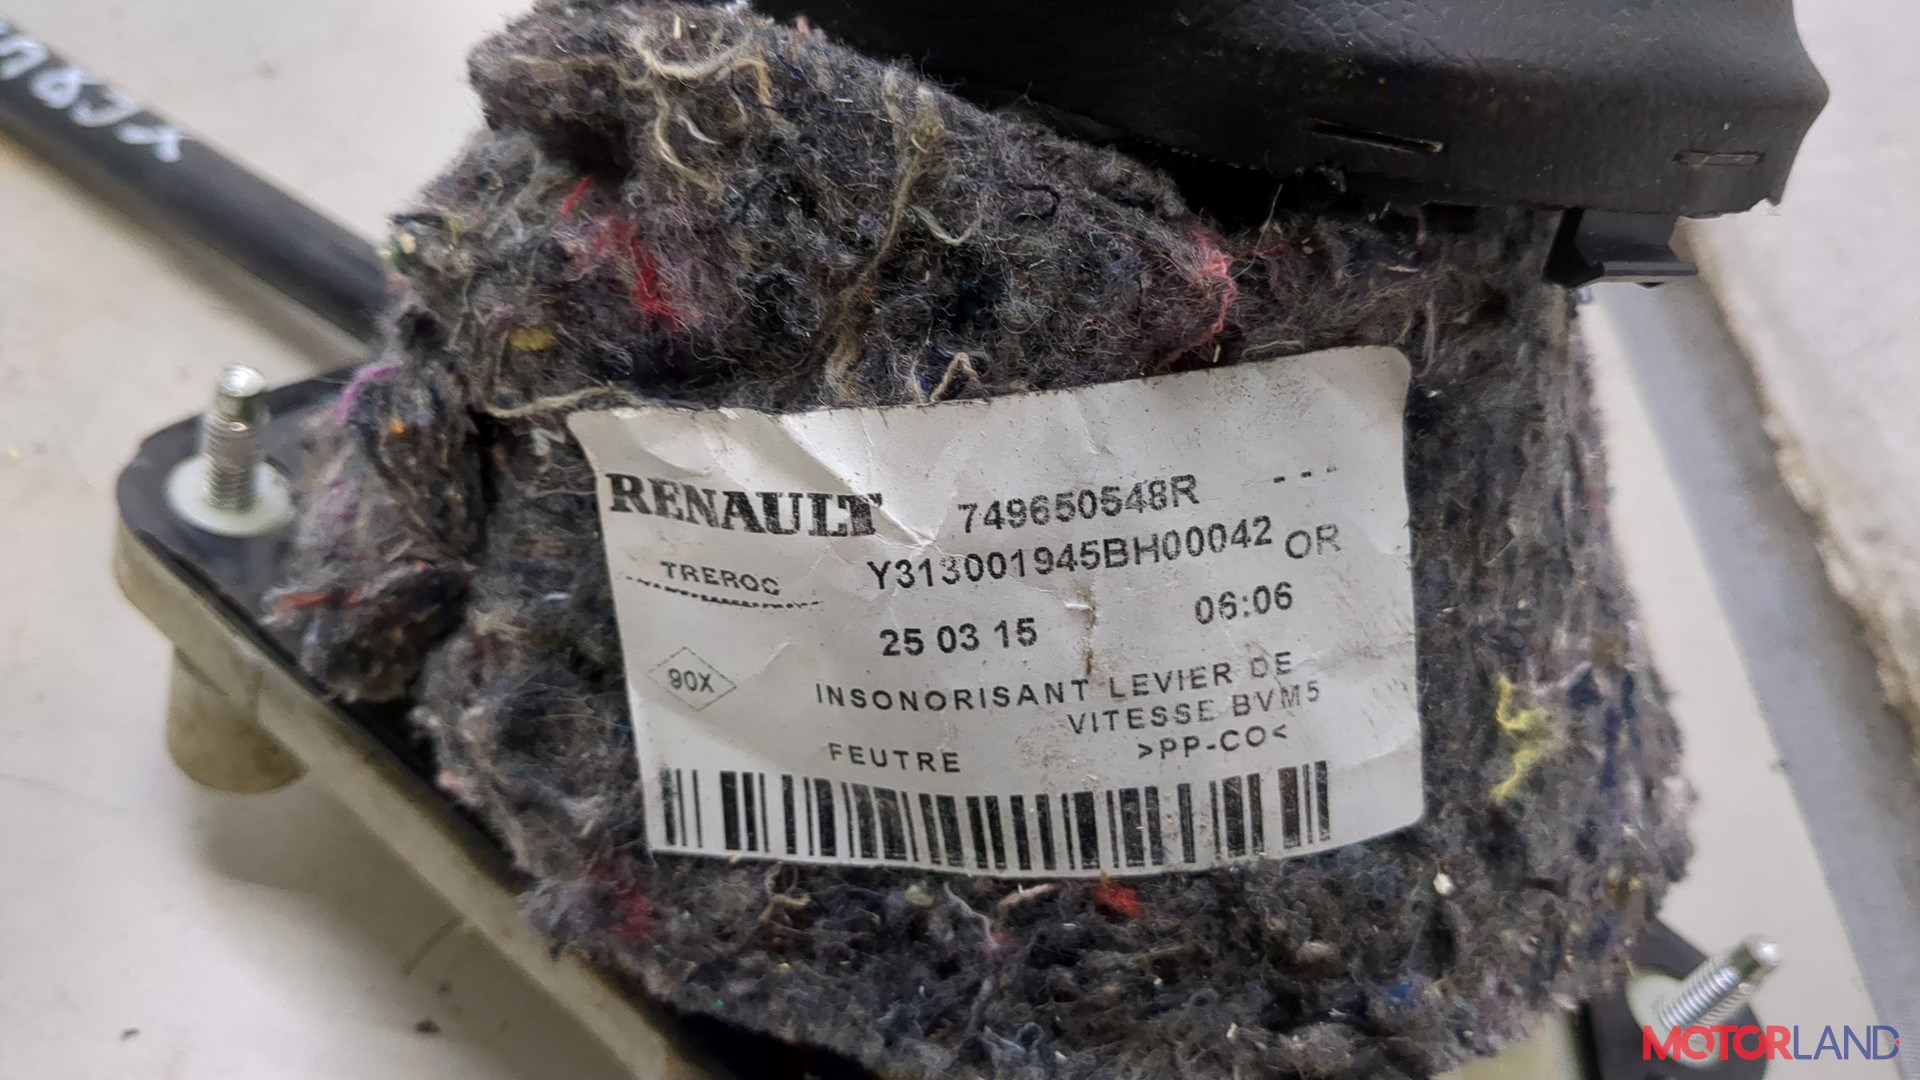 RENAULT 749650548R ---
TREROC Y313001945BH00042 OR
25 03 15 06:06
90X
INSONORISANT LEVIER DE
VITESSE BVM5
FEUTRE >PP-CO<
MOTORLAND